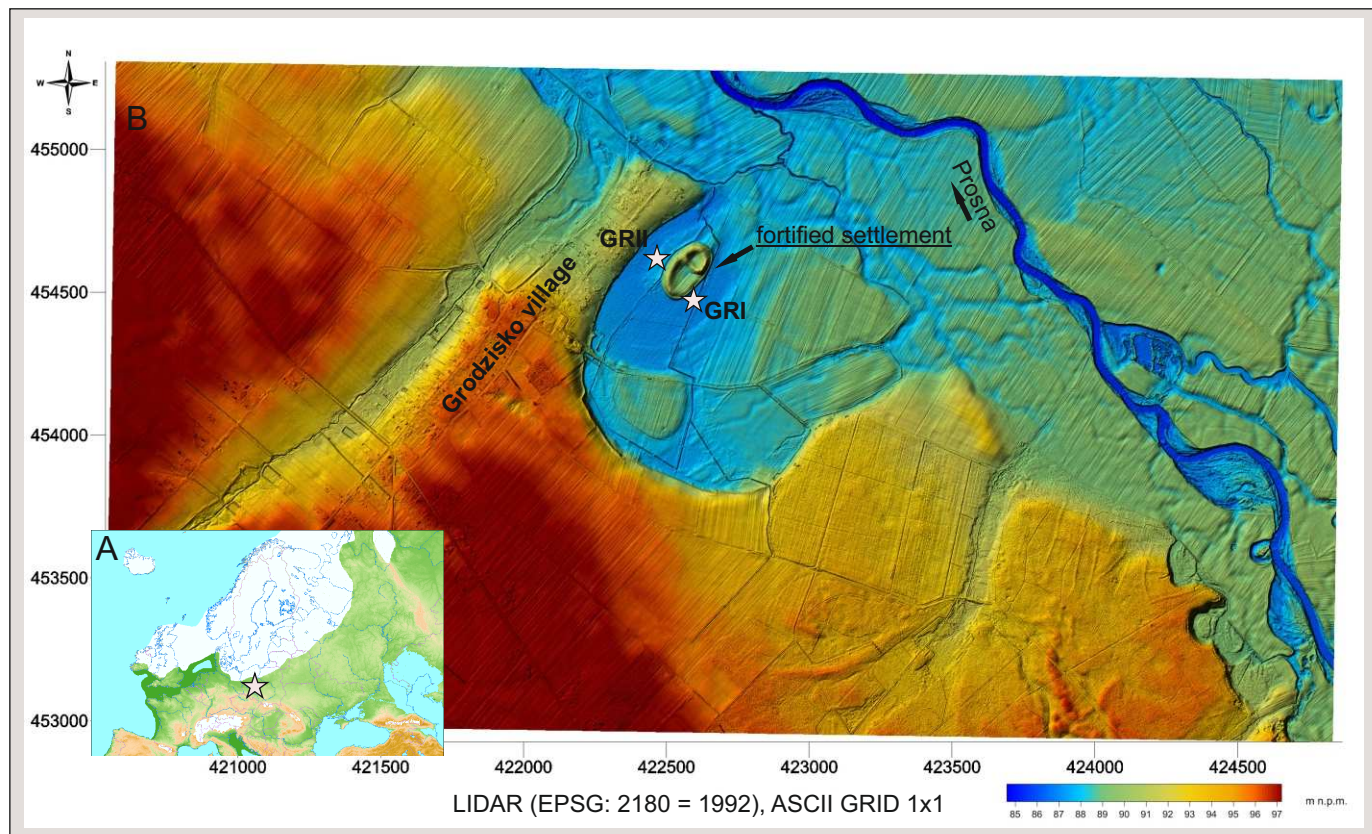 N
W E
S
B
455000
454500
454000
453500
453000
Prosna
GRII
fortified settlement
GRI
Grodzisko village
A
421000 421500 422000 422500 423000 423500 424000 424500
LIDAR (EPSG: 2180 = 1992), ASCII GRID 1x1
m n.p.m.
85 86 87 88 89 90 91 92 93 94 95 96 97